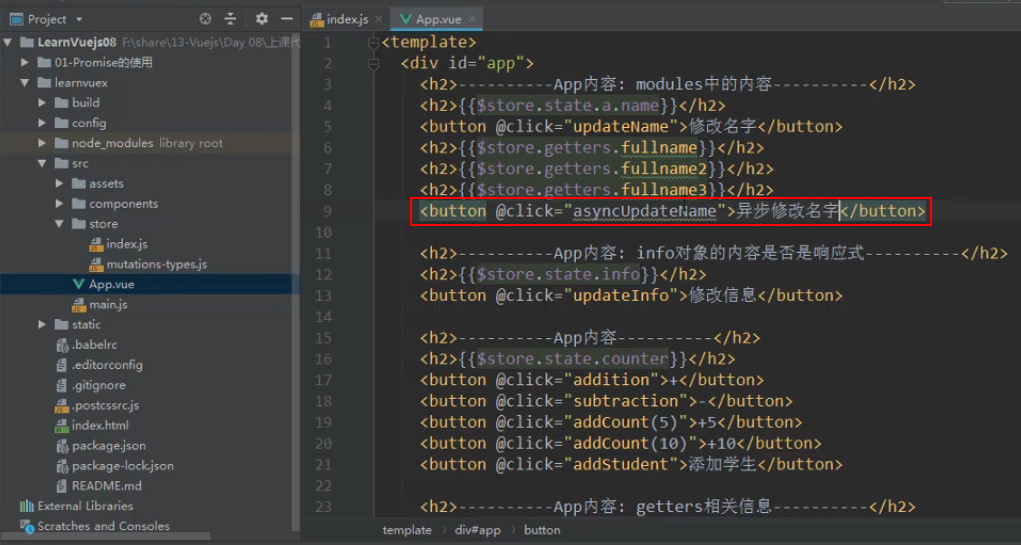 Project
index.js
App.vue
LearnVuejs08 F:\share\13-Vuejs\Day 08\上课代
01-Promise的使用
learnvuex
build
config
node_modules library root
src
assets
components
store
index.js
mutations-types.js
App.vue
main.js
static
.babelrc
.editorconfig
.gitignore
.postcssrc.js
index.html
package.json
package-lock.json
README.md
External Libraries
Scratches and Consoles
1 <template>
2 <div id="app">
3 <h2>----------App内容: modules中的内容----------</h2>
4 <h2>{{$store.state.a.name}}</h2>
5 <button @click="updateName">修改名字</button>
6 <h2>{{$store.getters.fullname}}</h2>
7 <h2>{{$store.getters.fullname2}}</h2>
8 <h2>{{$store.getters.fullname3}}</h2>
9 <button @click="asyncUpdateName">异步修改名字</button>
10
11 <h2>----------App内容: info对象的内容是否是响应式----------</h2>
12 <h2>{{$store.state.info}}</h2>
13 <button @click="updateInfo">修改信息</button>
14
15 <h2>----------App内容----------</h2>
16 <h2>{{$store.state.counter}}</h2>
17 <button @click="addition">+</button>
18 <button @click="subtraction">-</button>
19 <button @click="addCount(5)">+5</button>
20 <button @click="addCount(10)">+10</button>
21 <button @click="addStudent">添加学生</button>
22
23 <h2>----------App内容: getters相关信息----------</h2>
template › div#app › button